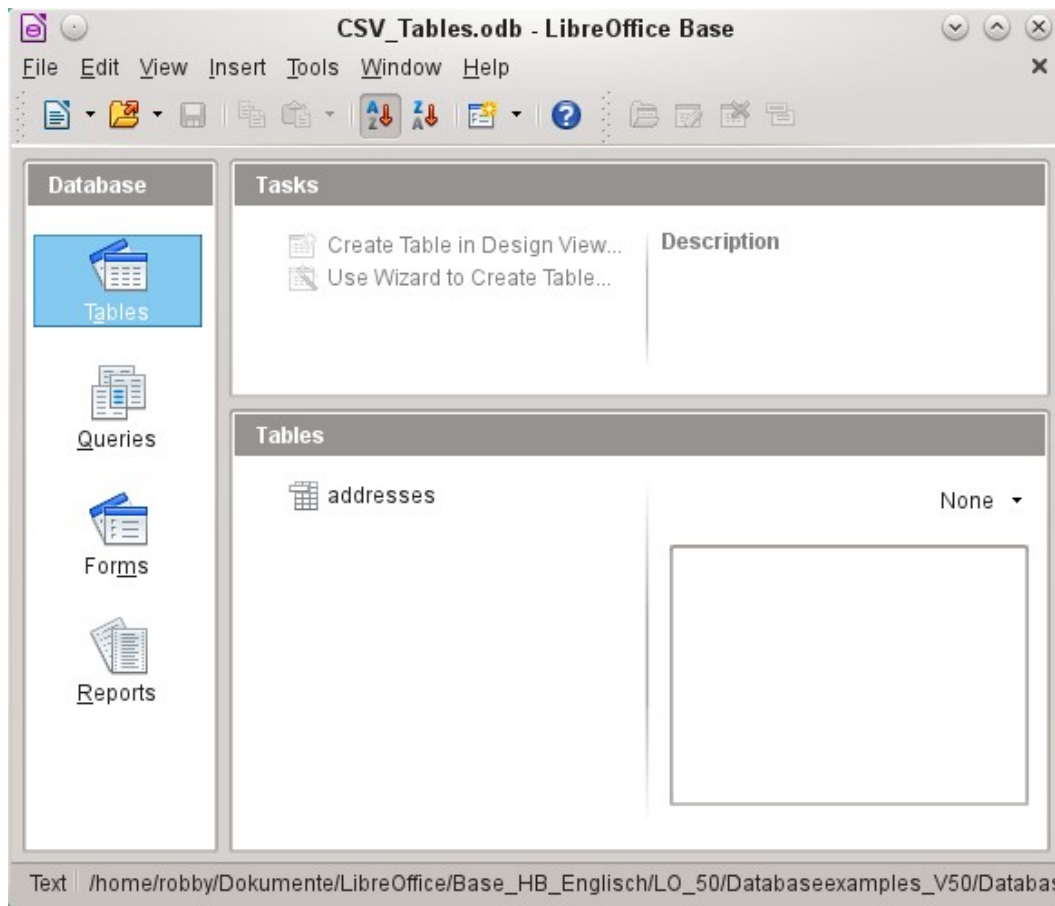 CSV_Tables.odb - LibreOffice Base
File Edit View Insert Tools Window Help
Database
Tables
Queries
Forms
Reports
Tasks
Create Table in Design View...
Use Wizard to Create Table...
Description
Tables
addresses
None
Text /home/robby/Dokumente/LibreOffice/Base_HB_Englisch/LO_50/Databaseexamples_V50/Databas